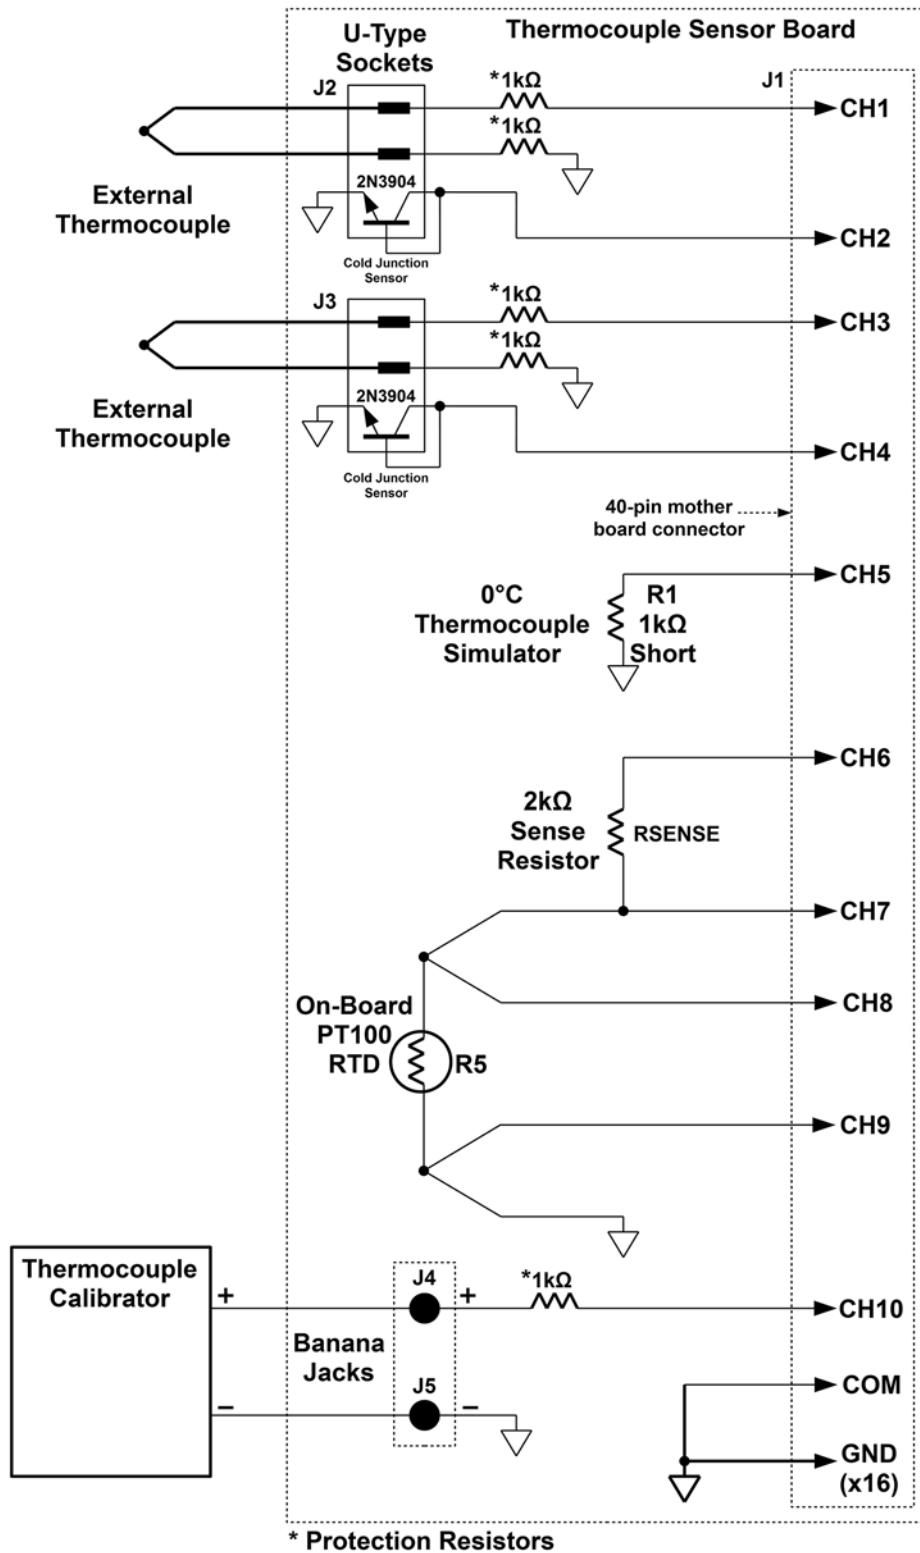 Thermocouple Sensor Board
U-Type
Sockets
J2
*1kΩ
J1
CH1
*1kΩ
External
Thermocouple
2N3904
CH2
Cold Junction
Sensor
J3
*1kΩ
CH3
*1kΩ
External
Thermocouple
2N3904
CH4
Cold Junction
Sensor
40-pin mother
board connector
CH5
0°C
Thermocouple
Simulator
R1
1kΩ
Short
CH6
2kΩ
Sense
Resistor
RSENSE
CH7
CH8
On-Board
PT100
RTD
R5
CH9
Thermocouple
Calibrator
+
J4
+
*1kΩ
CH10
Banana
Jacks
J5
–
–
COM
GND
(x16)
* Protection Resistors